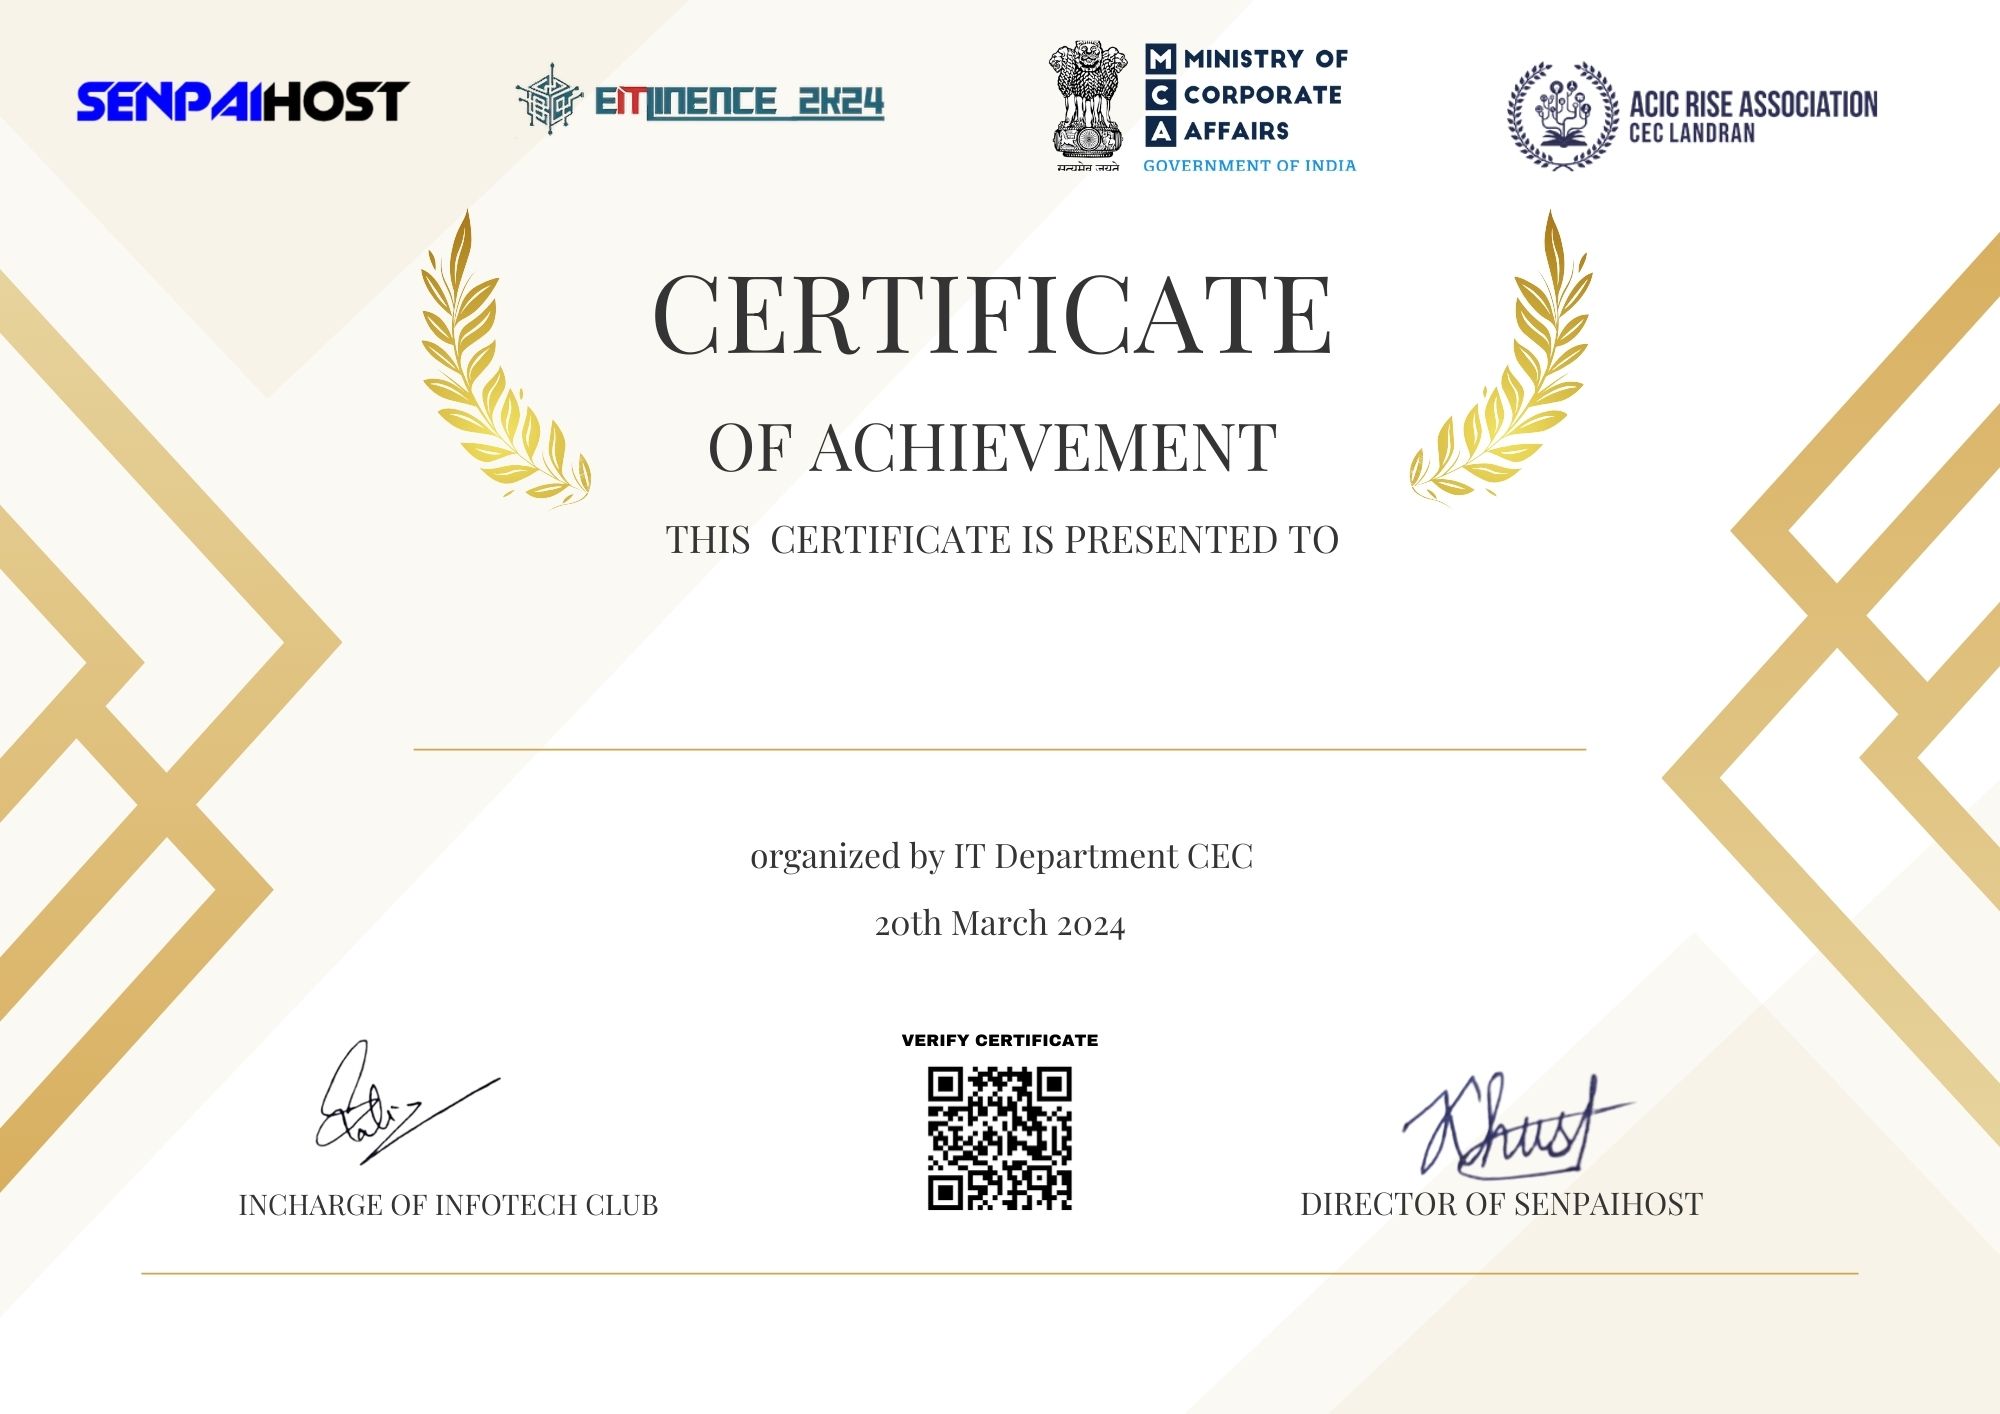 SENPAIHOST
EMINENCE 2K24
सत्यमेव जयते
M MINISTRY OF
C CORPORATE
A AFFAIRS
GOVERNMENT OF INDIA
ACIC RISE ASSOCIATION
CEC LANDRAN
CERTIFICATE
OF ACHIEVEMENT
THIS CERTIFICATE IS PRESENTED TO
organized by IT Department CEC
20th March 2024
VERIFY CERTIFICATE
Khust
INCHARGE OF INFOTECH CLUB
DIRECTOR OF SENPAIHOST